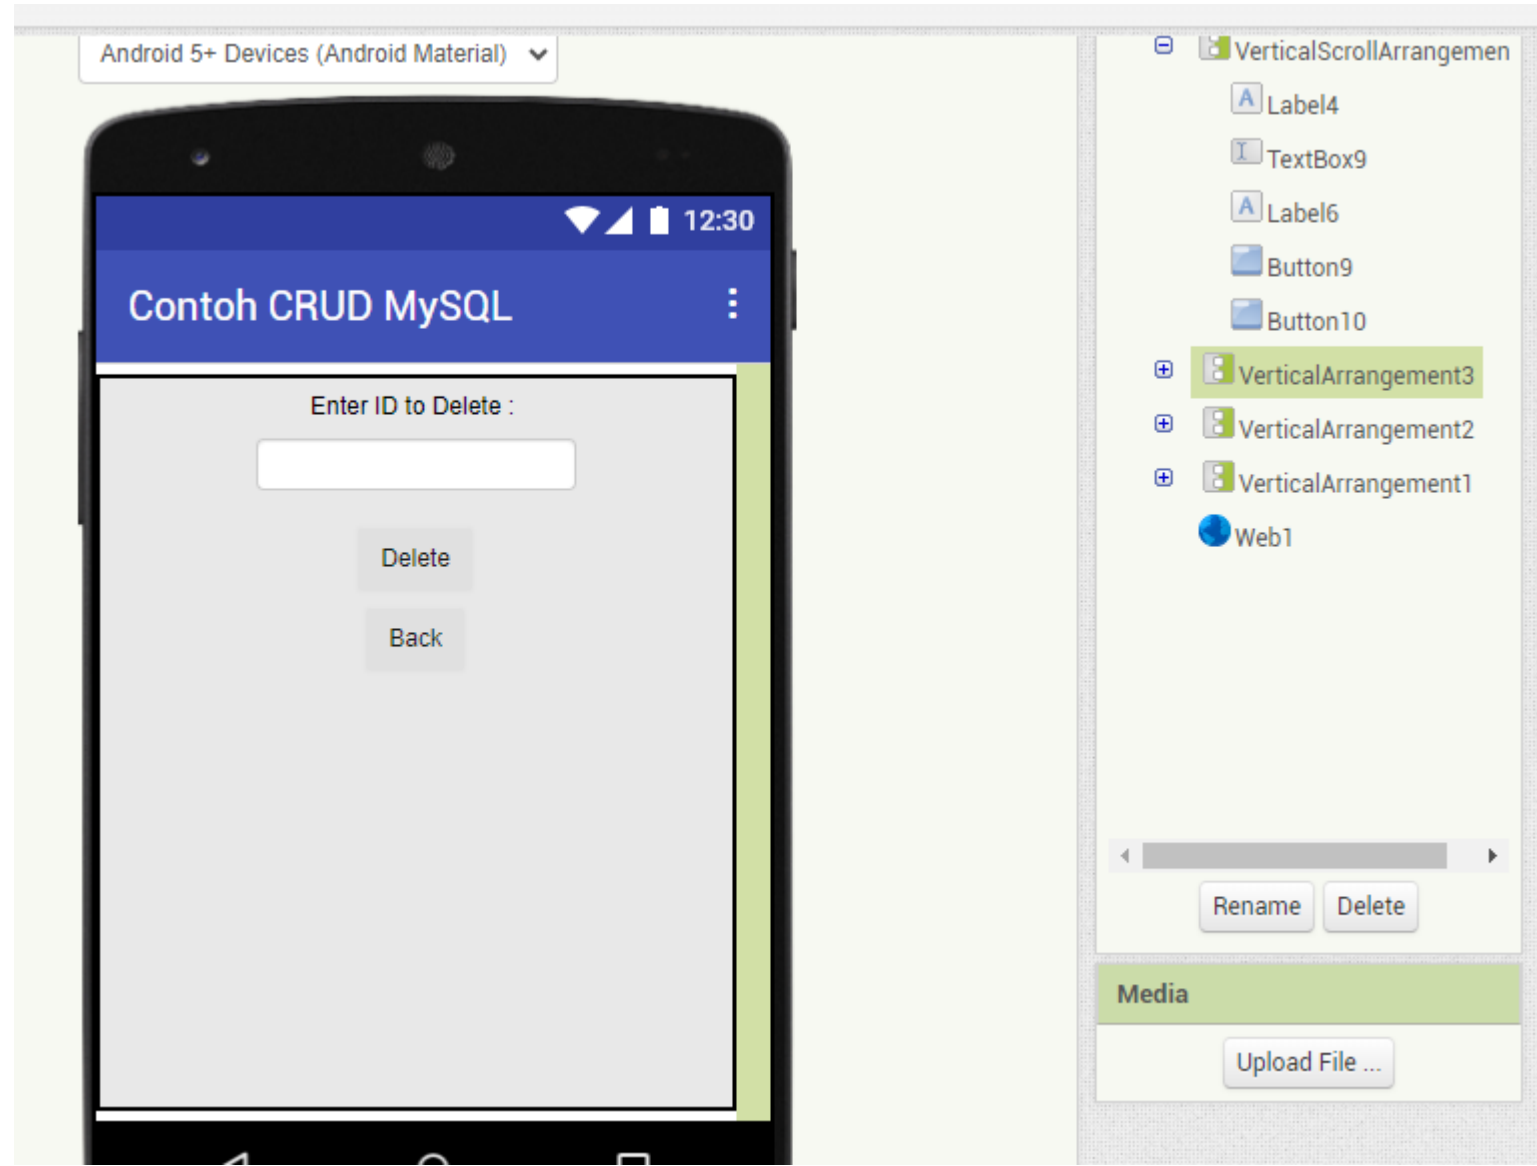 Android 5+ Devices (Android Material)
12:30
Contoh CRUD MySQL
Enter ID to Delete :
Delete
Back
VerticalScrollArrangemen
A Label4
TextBox9
A Label6
Button9
Button10
VerticalArrangement3
VerticalArrangement2
VerticalArrangement1
Web1
Rename Delete
Media
Upload File ...